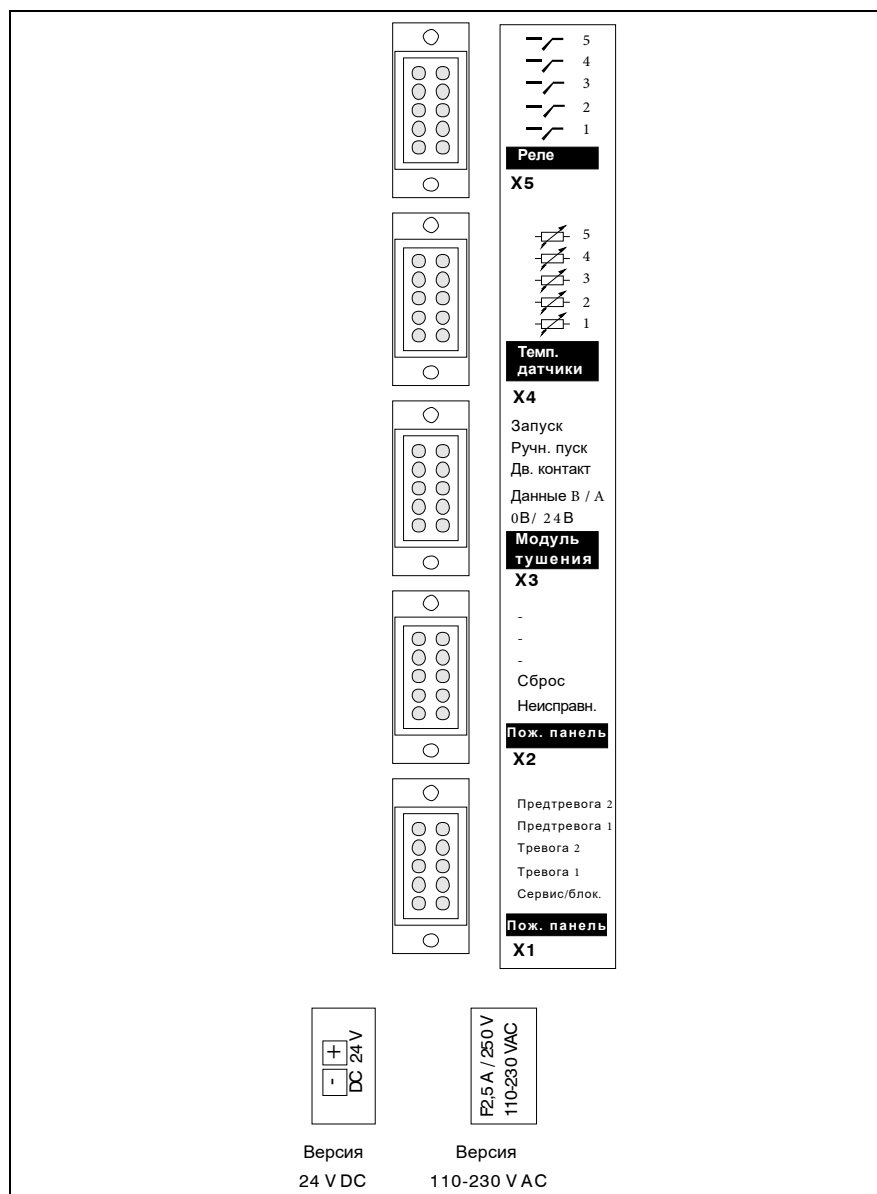 5
4
3
2
1
Реле
X5
5
4
3
2
1
Темп.
датчики
X4
Запуск
Ручн. пуск
Дв. контакт
Данные B / A
0В/ 24В
Модуль
тушения
X3
-
-
-
Сброс
Неисправн.
Пож. панель
X2
Предтревога 2
Предтревога 1
Тревога 2
Тревога 1
Сервис/блок.
Пож. панель
X1
- +
DC 24 V
F2,5 A / 250 V
110-230 VAC
Версия
24 V DC
Версия
110-230 V AC